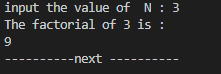 input the value of  N : 3
The factorial of 3 is :
9
----------next ----------